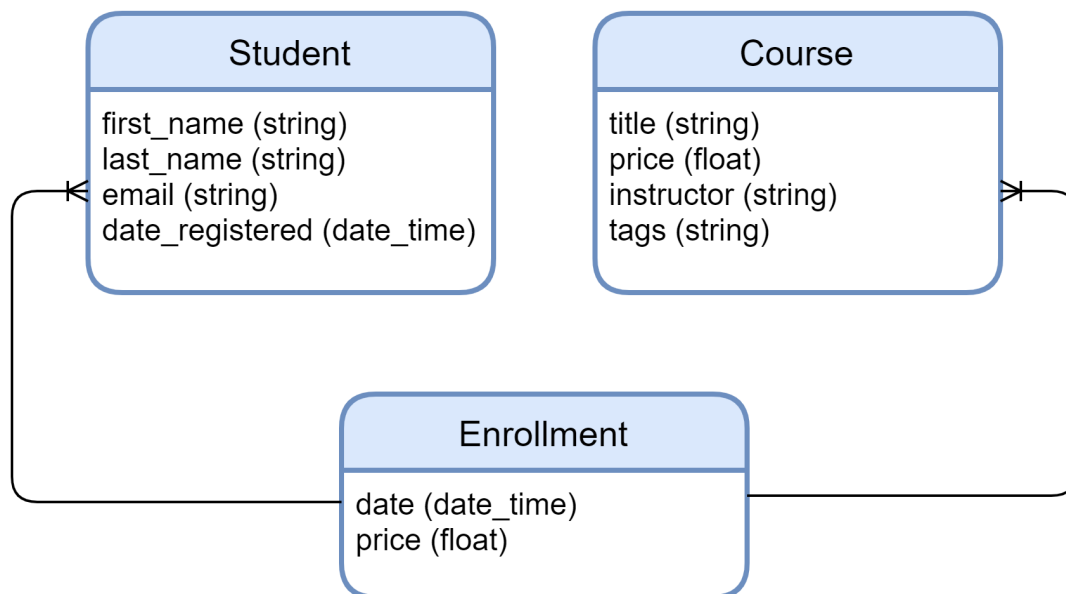 Student
first_name (string)
last_name (string)
email (string)
date_registered (date_time)
Course
title (string)
price (float)
instructor (string)
tags (string)
Enrollment
date (date_time)
price (float)